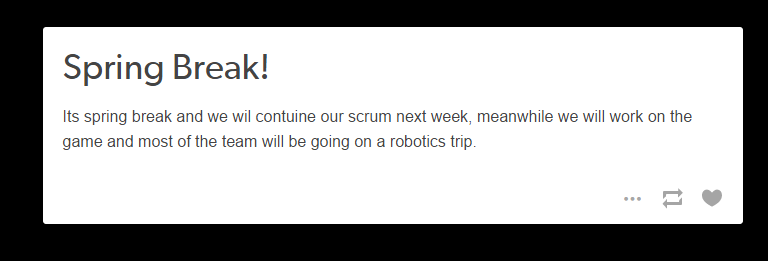 Spring Break!
Its spring break and we wil contuine our scrum next week, meanwhile we will work on the
game and most of the team will be going on a robotics trip.